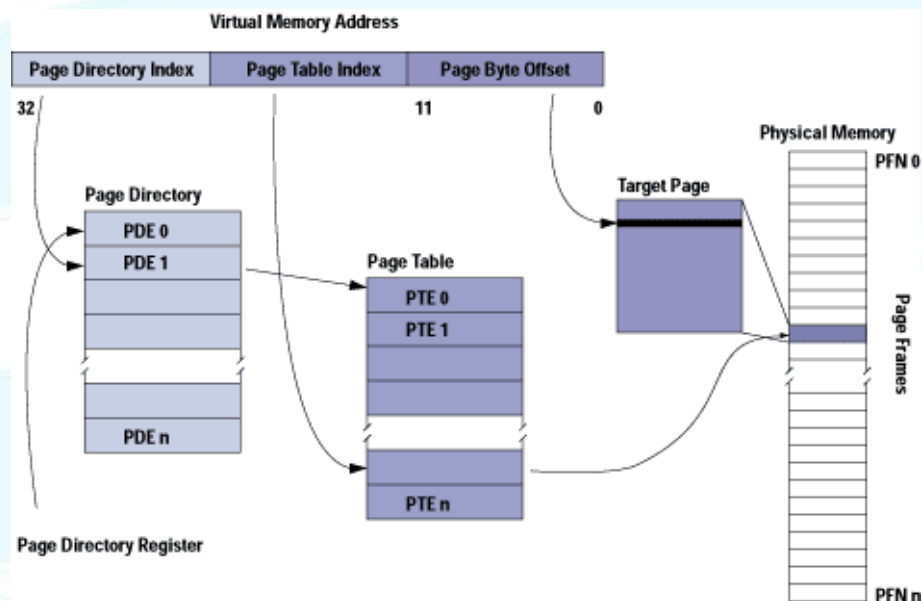 Virtual Memory Address
Page Directory Index Page Table Index Page Byte Offset
32 11 0
Physical Memory
PFN 0
Page Directory
Target Page
PDE 0
PDE 1
Page Table
PTE 0
PTE 1
Page Frames
PDE n
PTE n
Page Directory Register
PFN n